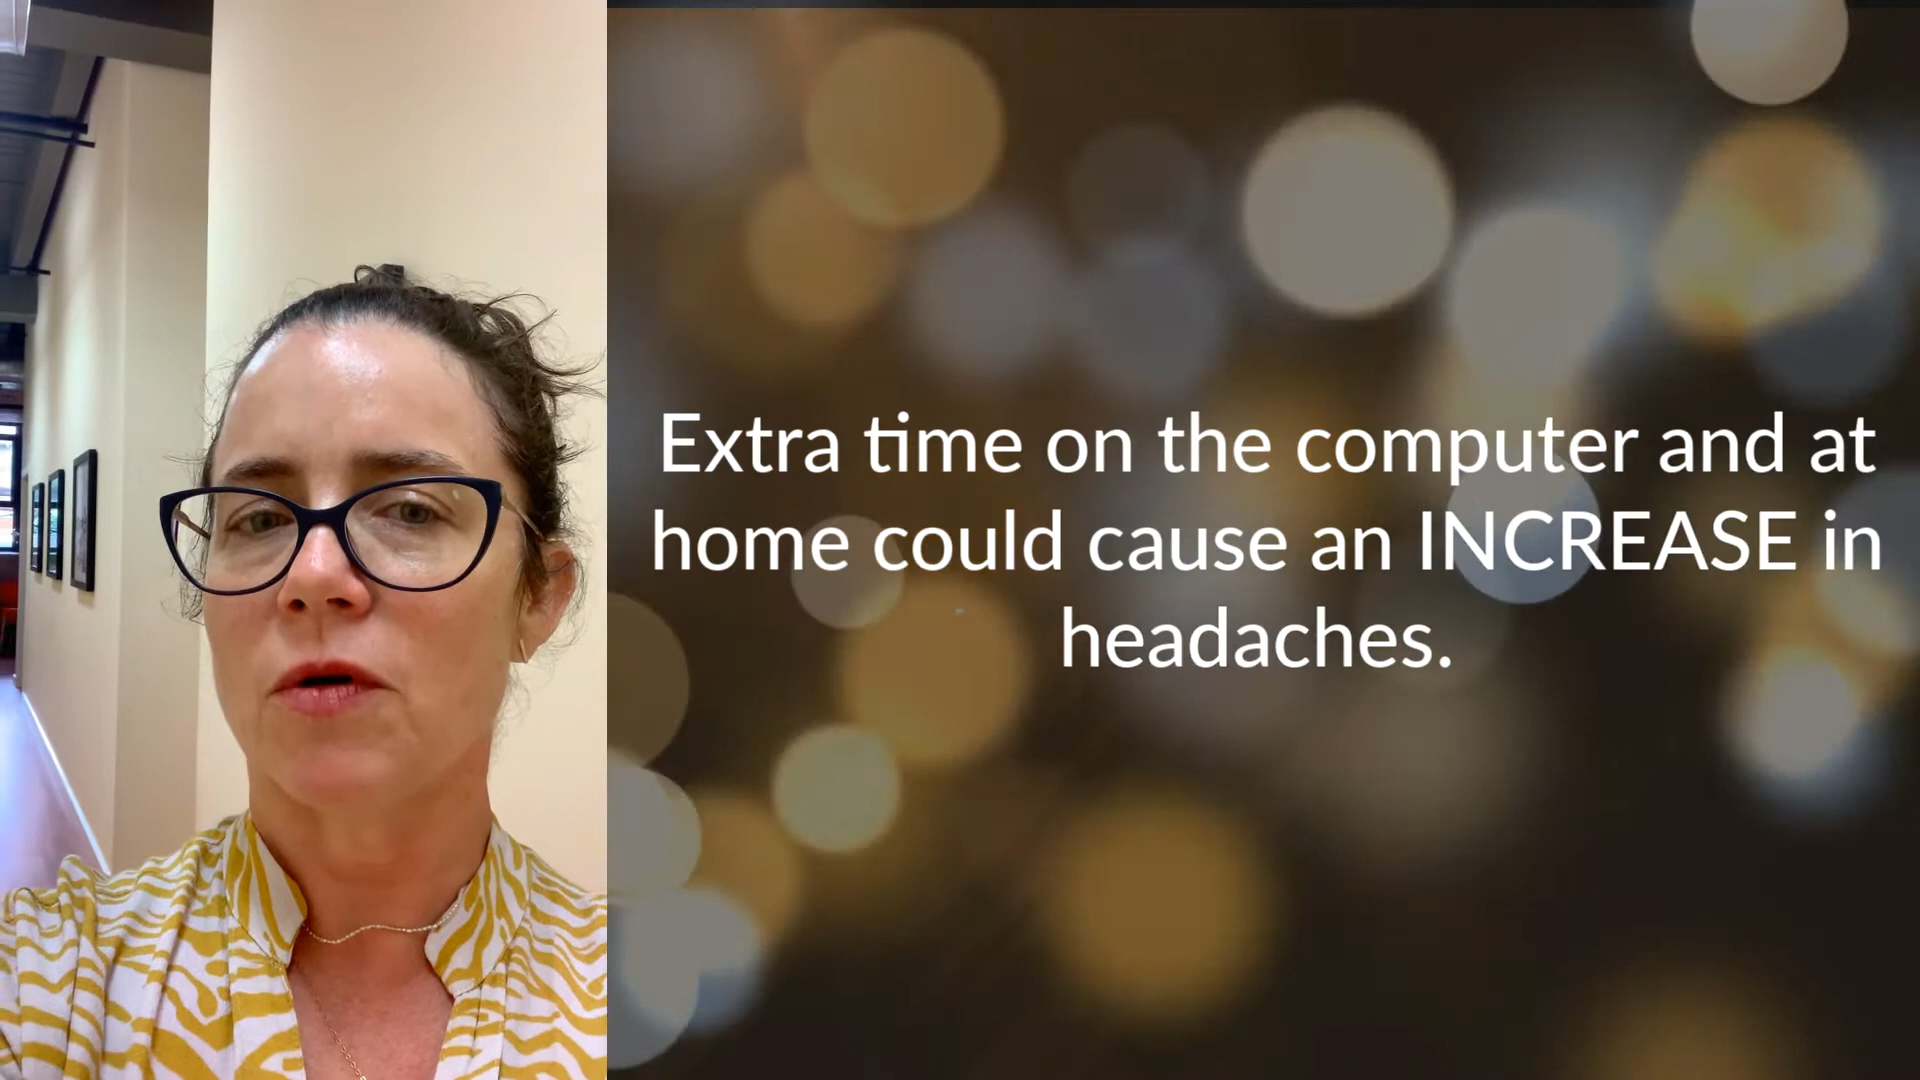 Extra time on the computer and at
home could cause an INCREASE in
headaches.